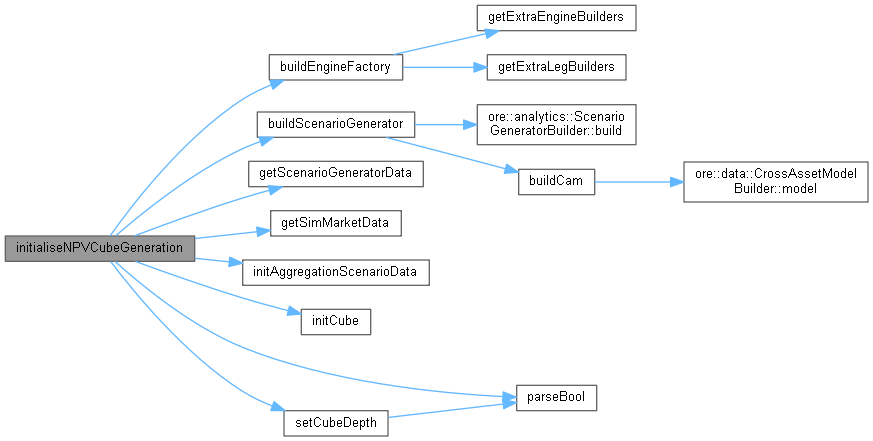 getExtraEngineBuilders
buildEngineFactory
getExtraLegBuilders
buildScenarioGenerator
ore::analytics::Scenario
GeneratorBuilder::build
getScenarioGeneratorData
buildCam
ore::data::CrossAssetModel
Builder::model
getSimMarketData
initialiseNPVCubeGeneration
initAggregationScenarioData
initCube
parseBool
setCubeDepth